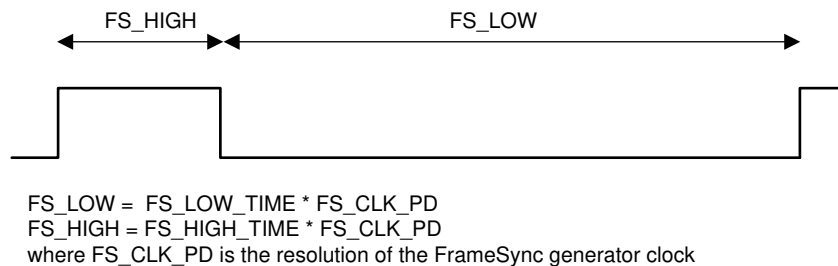 FS_HIGH FS_LOW
FS_LOW = FS_LOW_TIME * FS_CLK_PD
FS_HIGH = FS_HIGH_TIME * FS_CLK_PD
where FS_CLK_PD is the resolution of the FrameSync generator clock